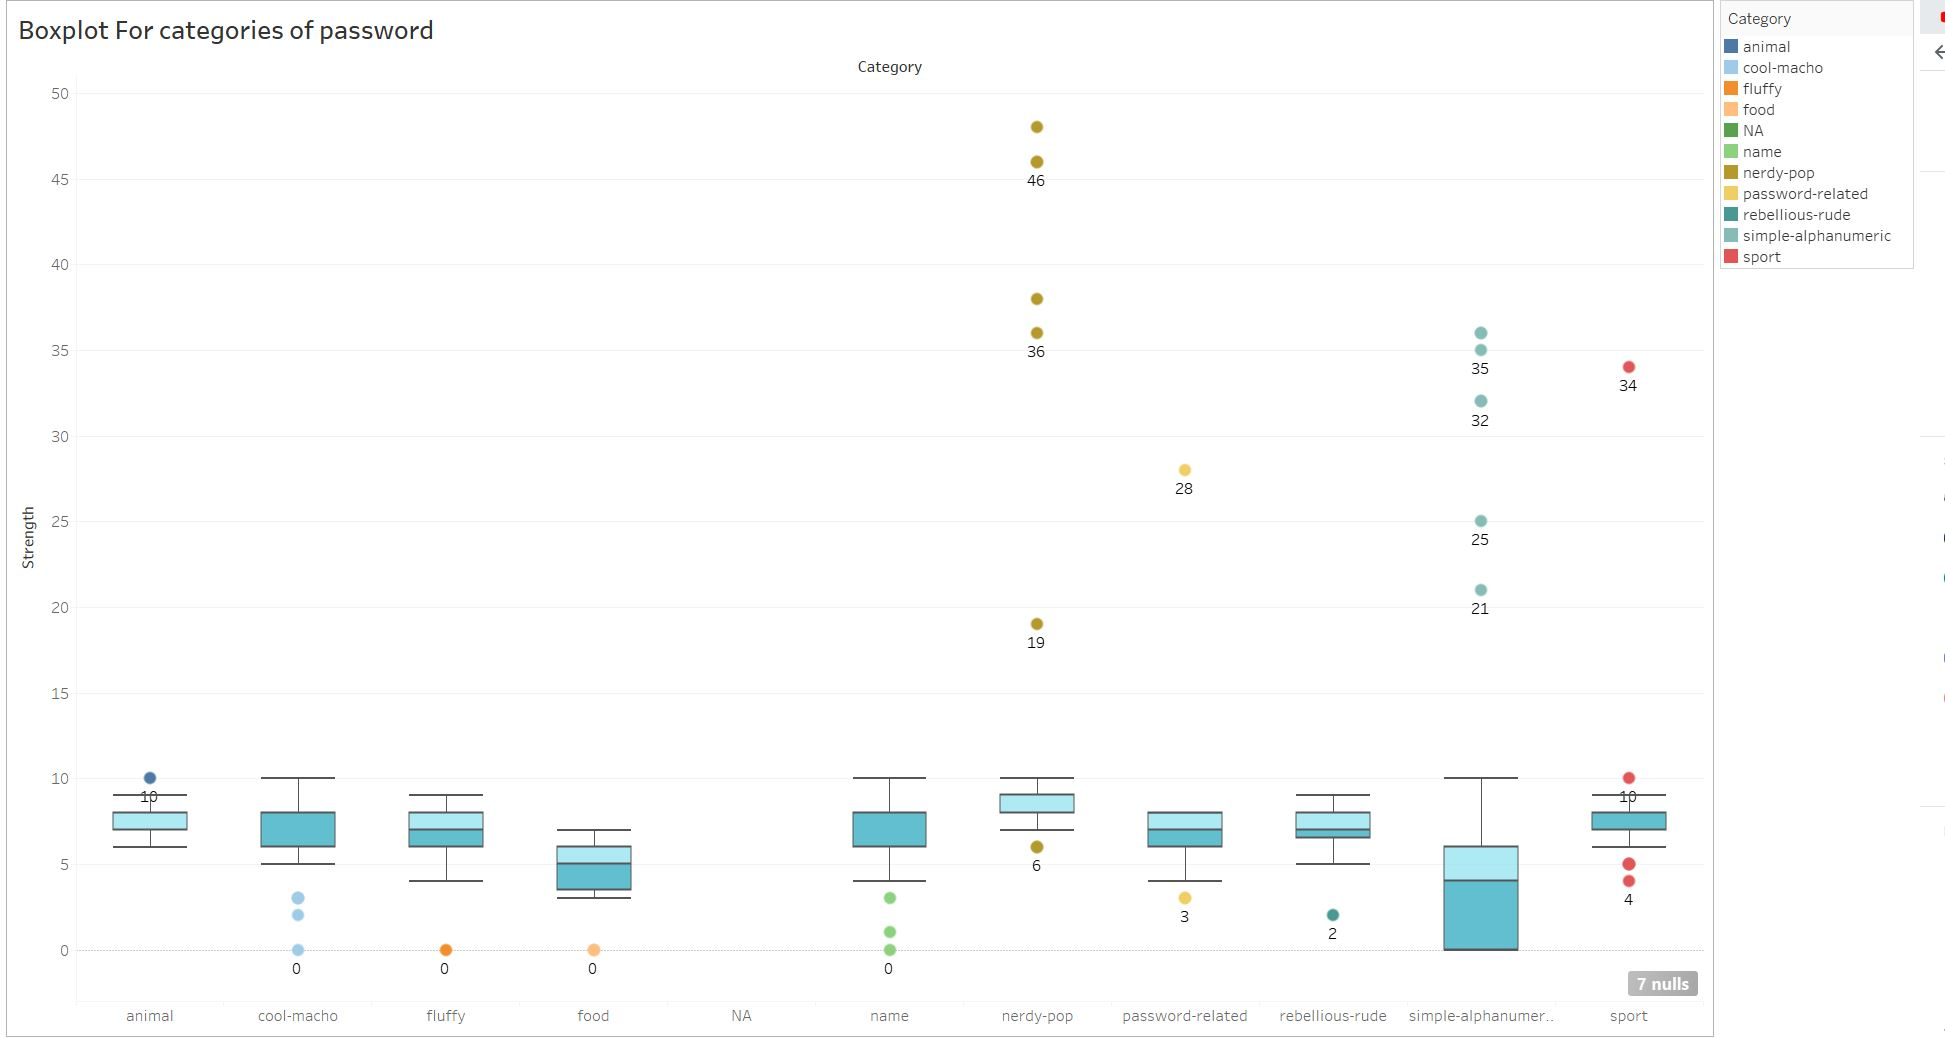 Boxplot For categories of password
Category
50
45
40
35
30
25
20
15
10
5
0
Strength
46
36
19
6
28
3
35
32
25
21
34
10
4
10
0
0
0
0
2
7 nulls
animal
cool-macho
fluffy
food
NA
name
nerdy-pop
password-related
rebellious-rude
simple-alphanumer..
sport
Category
animal
cool-macho
fluffy
food
NA
name
nerdy-pop
password-related
rebellious-rude
simple-alphanumeric
sport